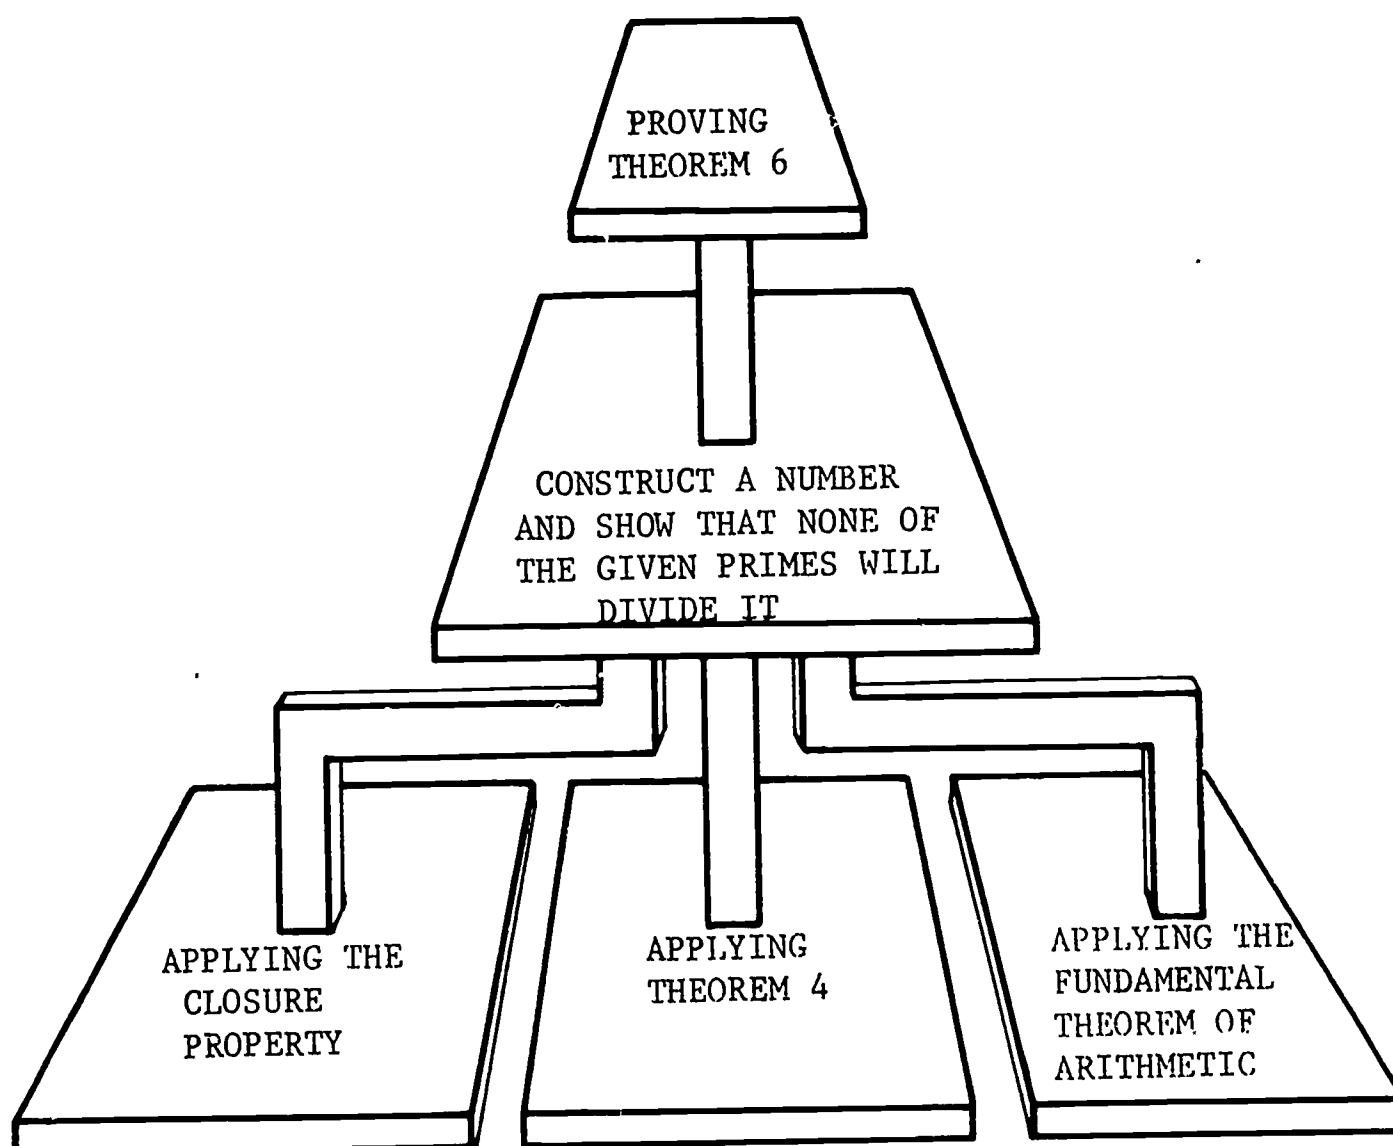 PROVING
THEOREM 6
CONSTRUCT A NUMBER
AND SHOW THAT NONE OF
THE GIVEN PRIMES WILL
DIVIDE IT
APPLYING THE
CLOSURE
PROPERTY
APPLYING
THEOREM 4
APPLYING THE
FUNDAMENTAL
THEOREM OF
ARITHMETIC